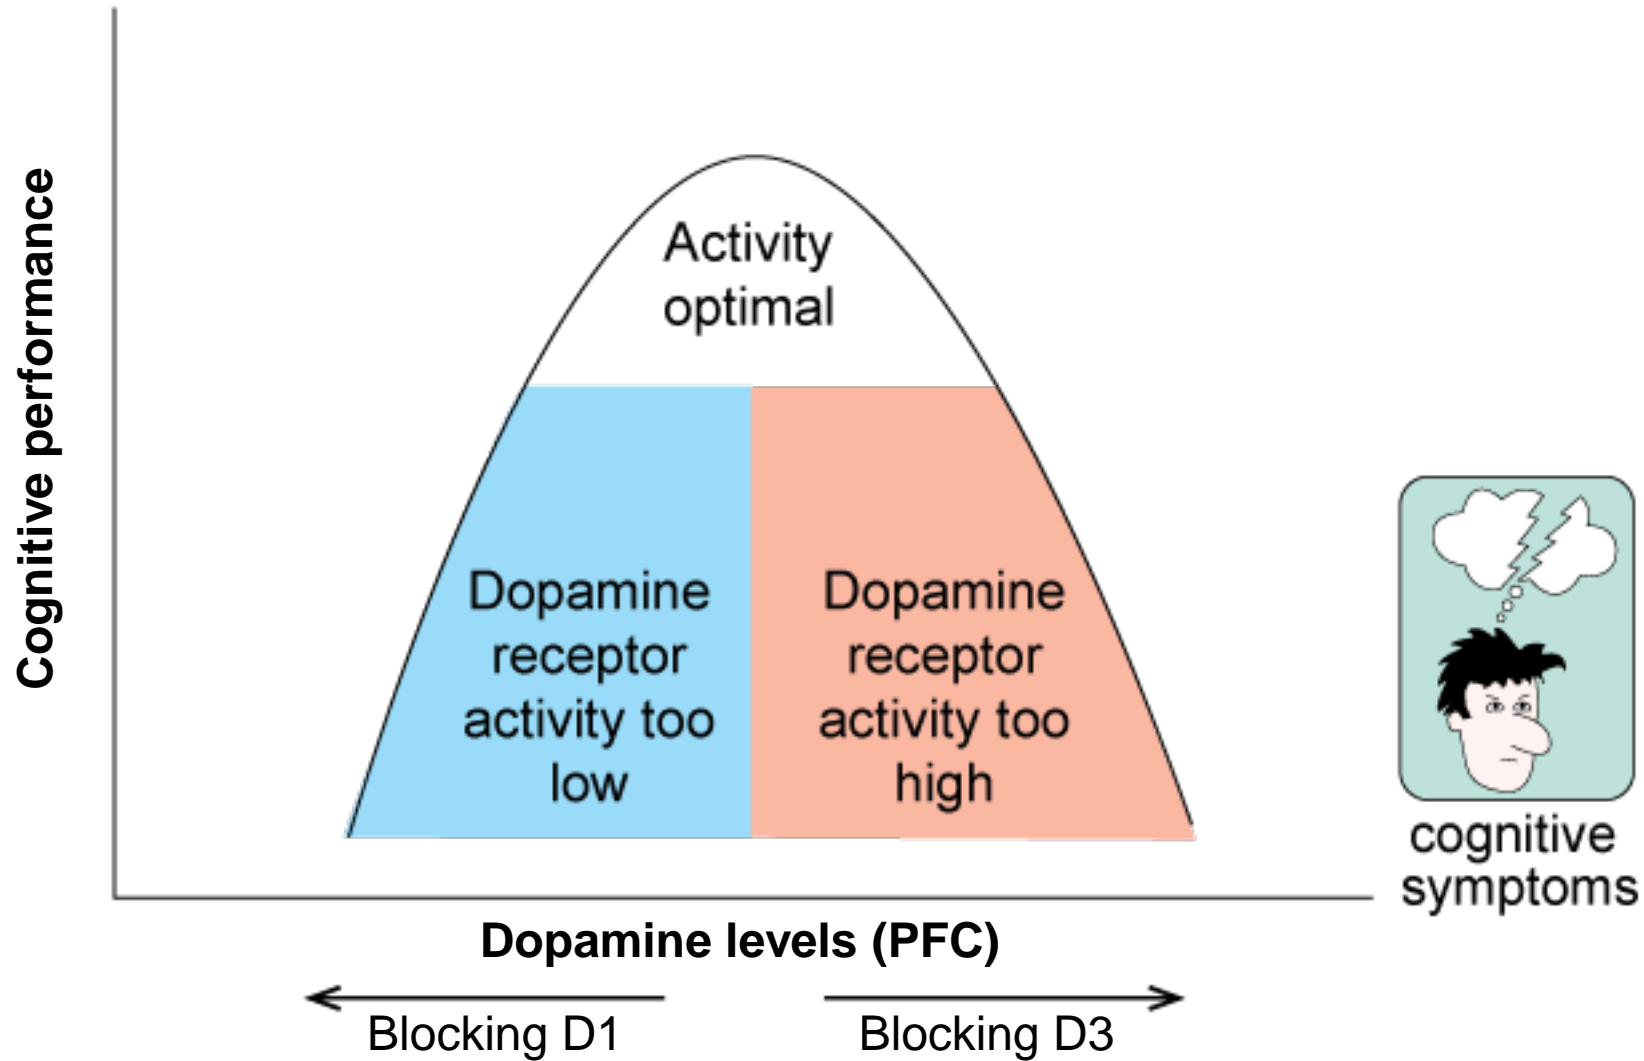 Cognitive performance
Activity
optimal
Dopamine
receptor
activity too
low
Dopamine
receptor
activity too
high
cognitive
symptoms
Dopamine levels (PFC)
Blocking D1
Blocking D3